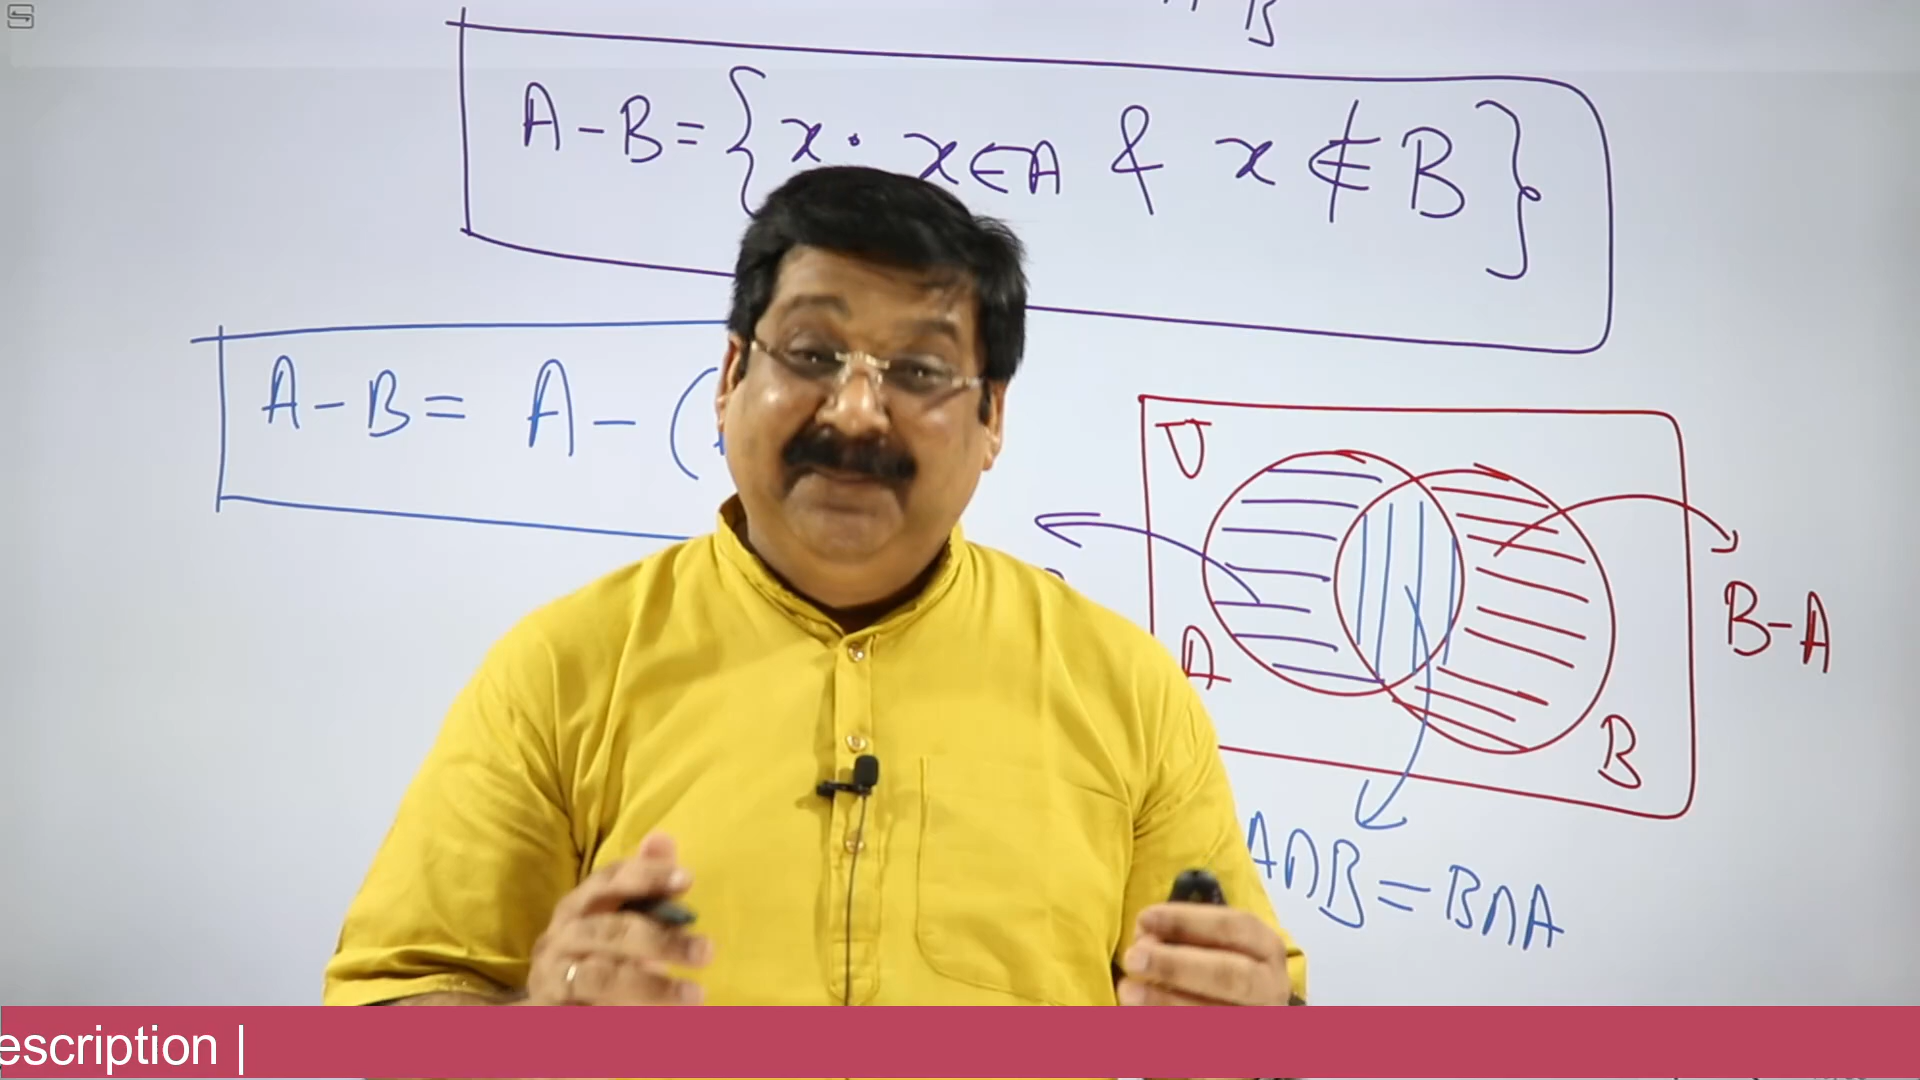 B
A-B={x: x∈A & x∉B}
A-B= A-(
U
A
B
B-A
A∩B=B∩A
escription |